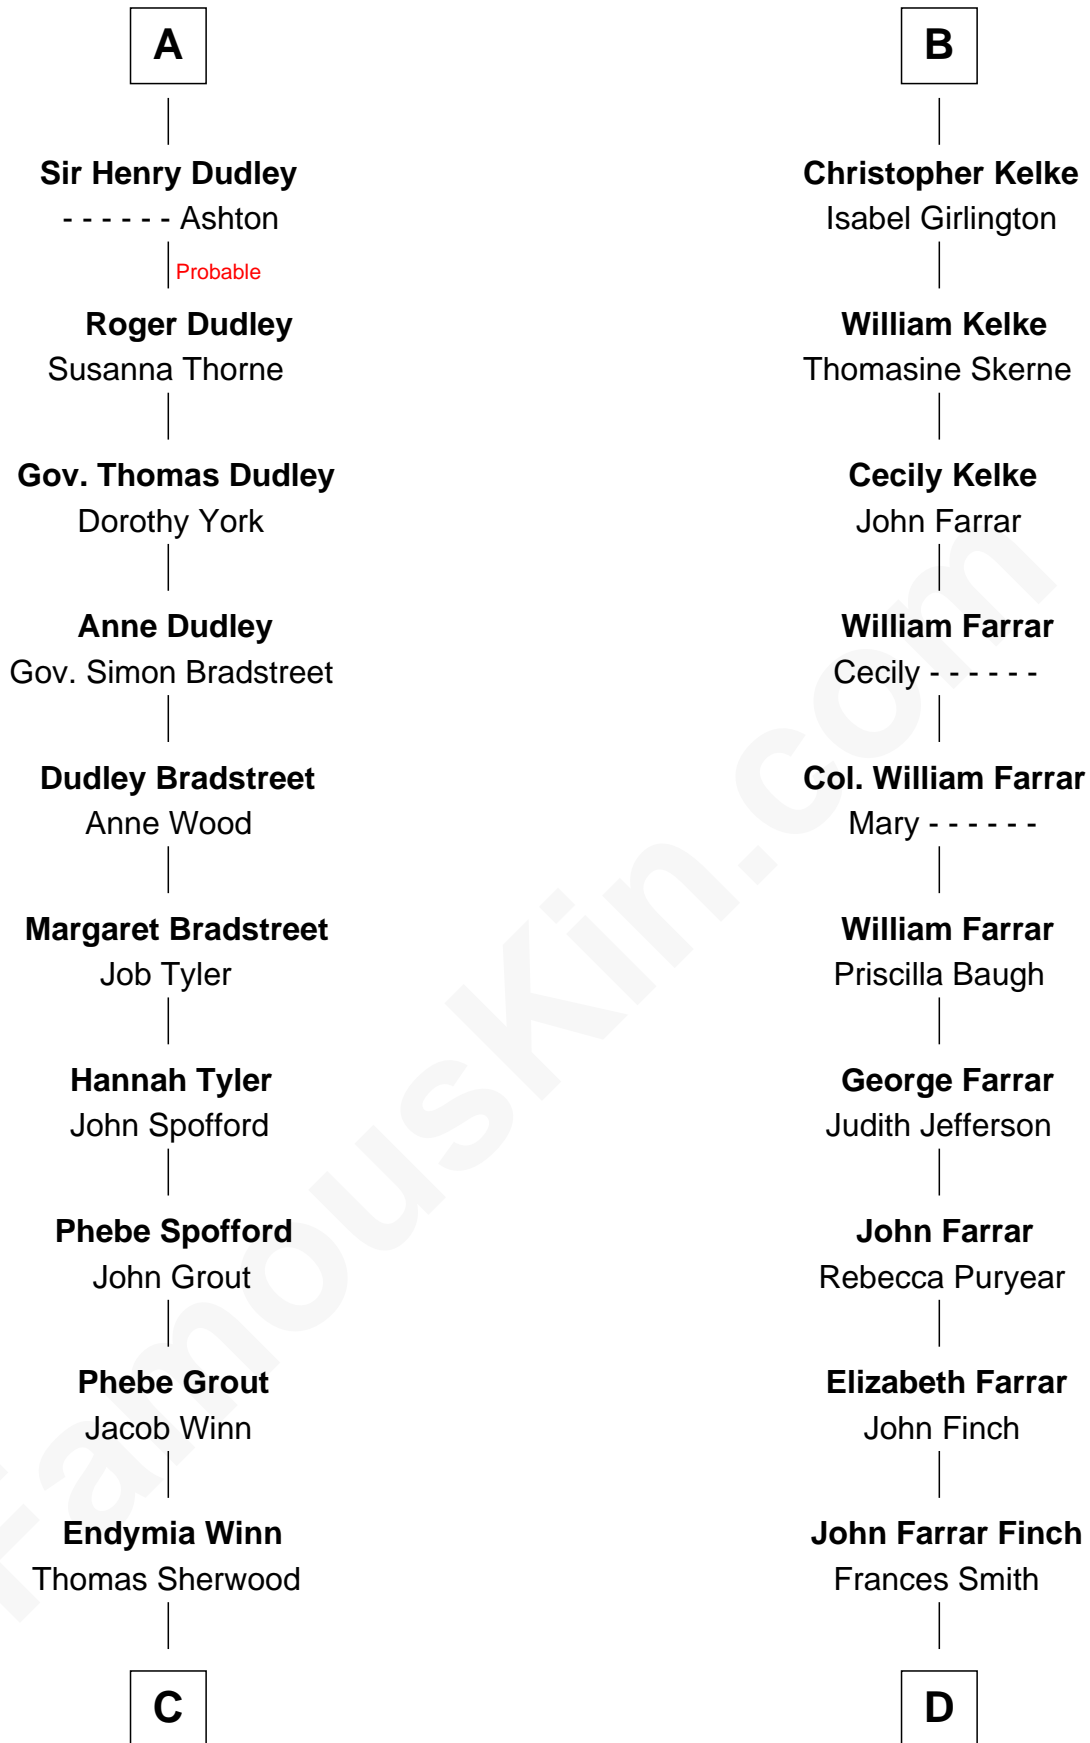 A
Sir Henry Dudley
- - - - - - Ashton
Probable
Roger Dudley
Susanna Thorne
Gov. Thomas Dudley
Dorothy York
Anne Dudley
Gov. Simon Bradstreet
Dudley Bradstreet
Anne Wood
Margaret Bradstreet
Job Tyler
Hannah Tyler
John Spofford
Phebe Spofford
John Grout
Phebe Grout
Jacob Winn
Endymia Winn
Thomas Sherwood
C
B
Christopher Kelke
Isabel Girlington
William Kelke
Thomasine Skerne
Cecily Kelke
John Farrar
William Farrar
Cecily - - - - - -
Col. William Farrar
Mary - - - - - -
William Farrar
Priscilla Baugh
George Farrar
Judith Jefferson
John Farrar
Rebecca Puryear
Elizabeth Farrar
John Finch
John Farrar Finch
Frances Smith
D
FamousKin.com